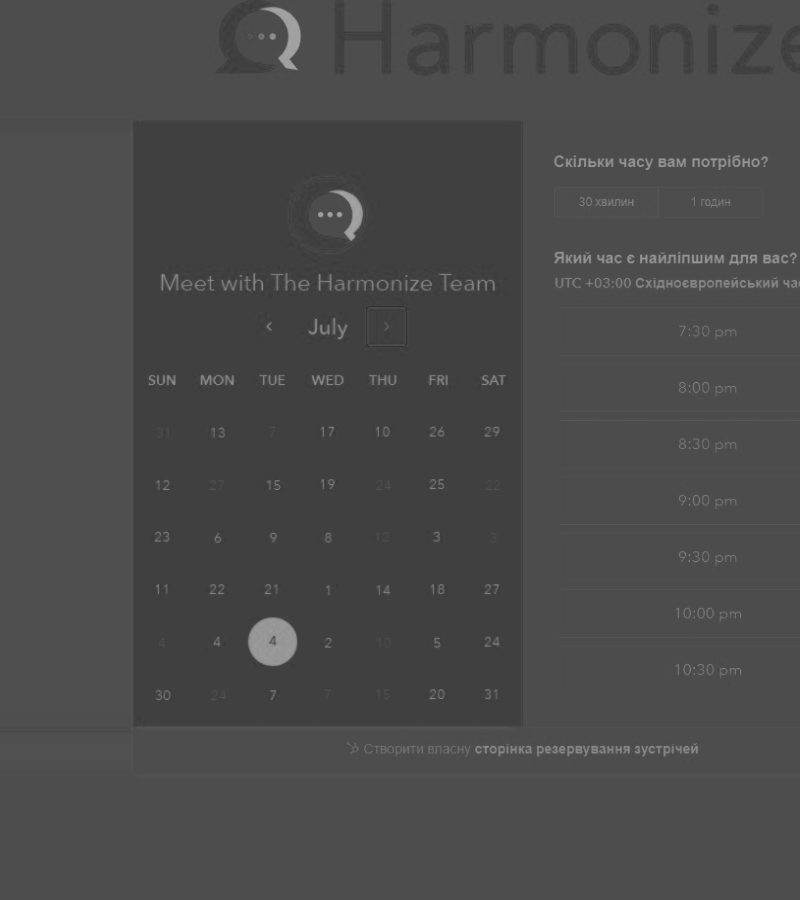 Harmonize
Meet with The Harmonize Team
July
SUN MON TUE WED THU FRI SAT
31 13 7 17 10 26 29
12 27 15 19 24 25 22
23 6 9 8 12 3 3
11 22 21 1 14 18 27
4 4 4 2 10 5 24
30 24 7 7 15 20 31
Скільки часу вам потрібно?
30 хвилин 1 годин
Який час є найліпшим для вас?
UTC +03:00 Східноєвропейський час
7:30 pm
8:00 pm
8:30 pm
9:00 pm
9:30 pm
10:00 pm
10:30 pm
Створити власну сторінка резервування зустрічей